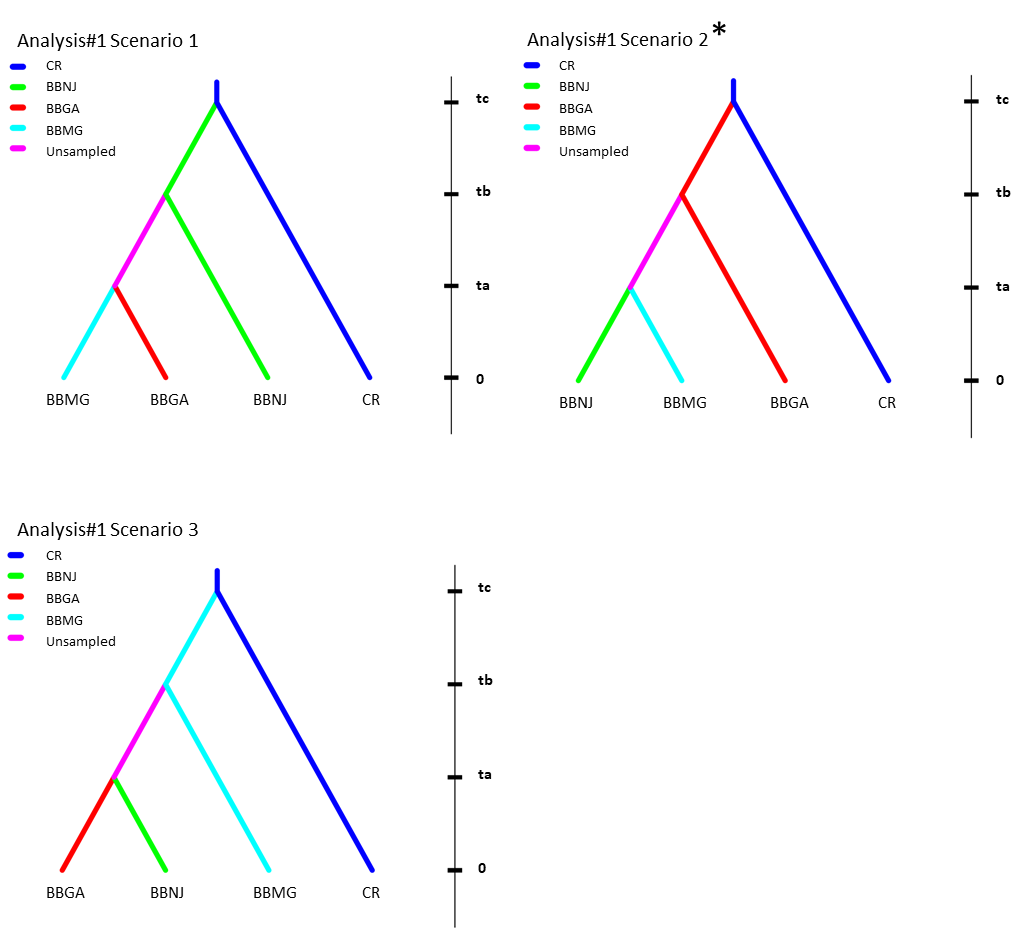 Analysis#1 Scenario 1
CR
BBNJ
BBGA
BBMG
Unsampled
tc
tb
ta
0
BBMG BBGA BBNJ CR
Analysis#1 Scenario 2*
CR
BBNJ
BBGA
BBMG
Unsampled
tc
tb
ta
0
BBNJ BBMG BBGA CR
Analysis#1 Scenario 3
CR
BBNJ
BBGA
BBMG
Unsampled
tc
tb
ta
0
BBGA BBNJ BBMG CR